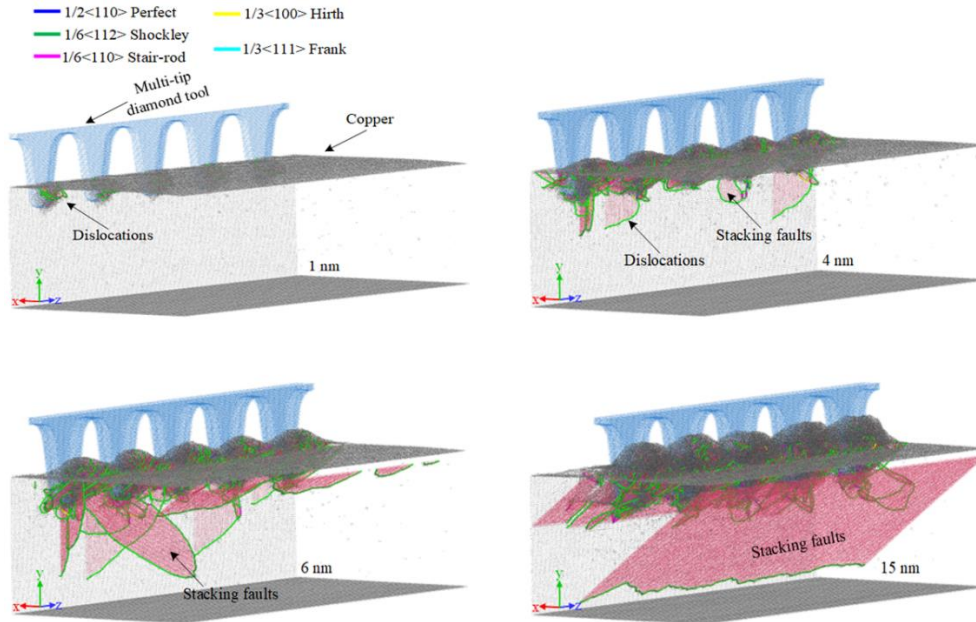 1/2<110> Perfect
1/3<100> Hirth
1/6<112> Shockley
1/3<111> Frank
1/6<110> Stair-rod
Multi-tip
diamond tool
Copper
Dislocations
1 nm
y
x
z
Stacking faults
Dislocations
4 nm
y
x
z
Stacking faults
6 nm
y
x
z
Stacking faults
15 nm
y
x
z